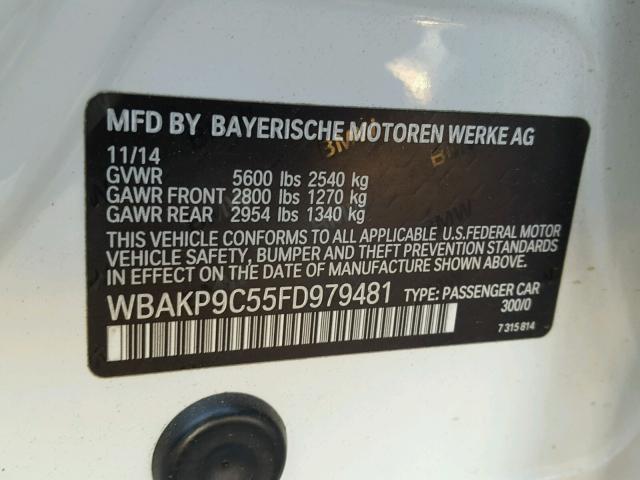 MFD BY BAYERISCHE MOTOREN WERKE AG
11/14
GVWR 5600 lbs 2540 kg
GAWR FRONT 2800 lbs 1270 kg
GAWR REAR 2954 lbs 1340 kg
THIS VEHICLE CONFORMS TO ALL APPLICABLE U.S.FEDERAL MOTOR
VEHICLE SAFETY, BUMPER AND THEFT PREVENTION STANDARDS
IN EFFECT ON THE DATE OF MANUFACTURE SHOWN ABOVE.
WBAKP9C55FD979481 TYPE: PASSENGER CAR
300/0
7 315 814
BMW
BMW